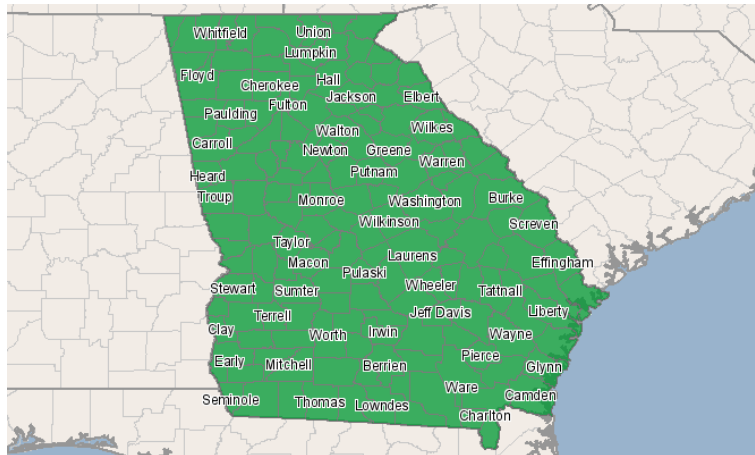 Whitfield
Union
Lumpkin
Floyd
Hall
Cherokee
Jackson
Elbert
Fulton
Paulding
Walton
Wilkes
Carroll
Newton
Greene
Warren
Putnam
Heard
Troup
Monroe
Washington
Burke
Wilkinson
Screven
Taylor
Macon
Laurens
Effingham
Pulaski
Stewart
Sumter
Wheeler
Tattnall
Terrell
Jeff Davis
Liberty
Clay
Worth
Irwin
Wayne
Early
Mitchell
Berrien
Pierce
Glynn
Seminole
Thomas
Lowndes
Ware
Camden
Charlton